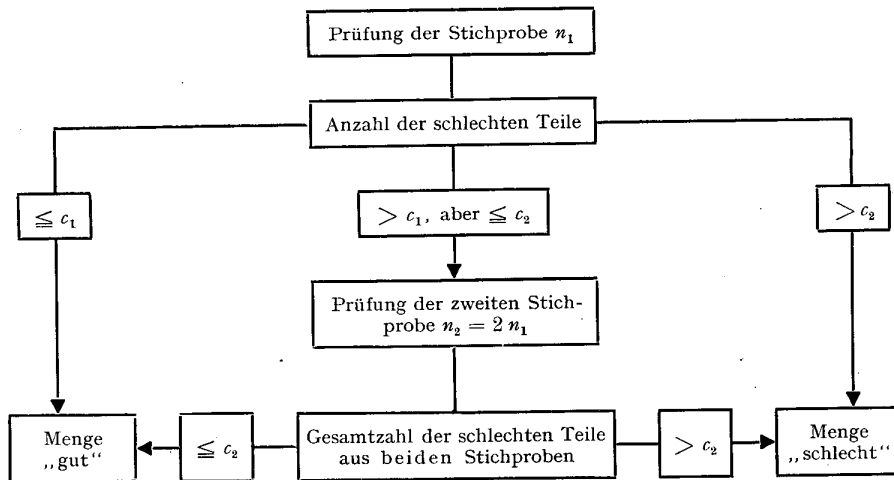 Prüfung der Stichprobe n₁
Anzahl der schlechten Teile
≦ c₁
> c₁, aber ≦ c₂
> c₂
Prüfung der zweiten Stich-
probe n₂ = 2 n₁
Menge
„gut“
≦ c₂
Gesamtzahl der schlechten Teile
aus beiden Stichproben
> c₂
Menge
„schlecht“